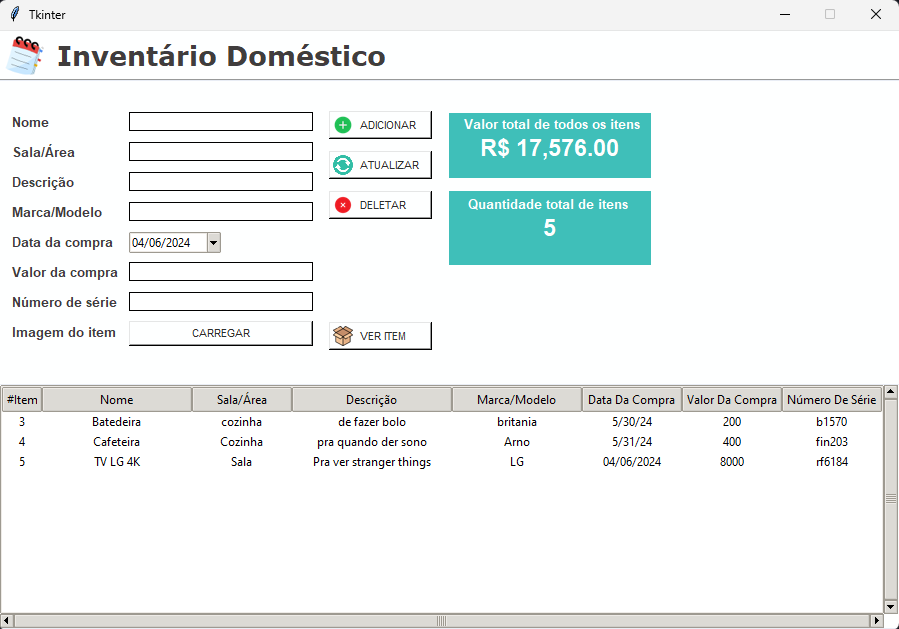 Tkinter
Inventário Doméstico
Nome
Sala/Área
Descrição
Marca/Modelo
Data da compra 04/06/2024
Valor da compra
Número de série
Imagem do item CARREGAR
ADICIONAR
ATUALIZAR
DELETAR
VER ITEM
Valor total de todos os itens
R$ 17,576.00
Quantidade total de itens
5
#Item Nome Sala/Área Descrição Marca/Modelo Data Da Compra Valor Da Compra Número De Série
3 Batedeira cozinha de fazer bolo britania 5/30/24 200 b1570
4 Cafeteira Cozinha pra quando der sono Arno 5/31/24 400 fin203
5 TV LG 4K Sala Pra ver stranger things LG 04/06/2024 8000 rf6184